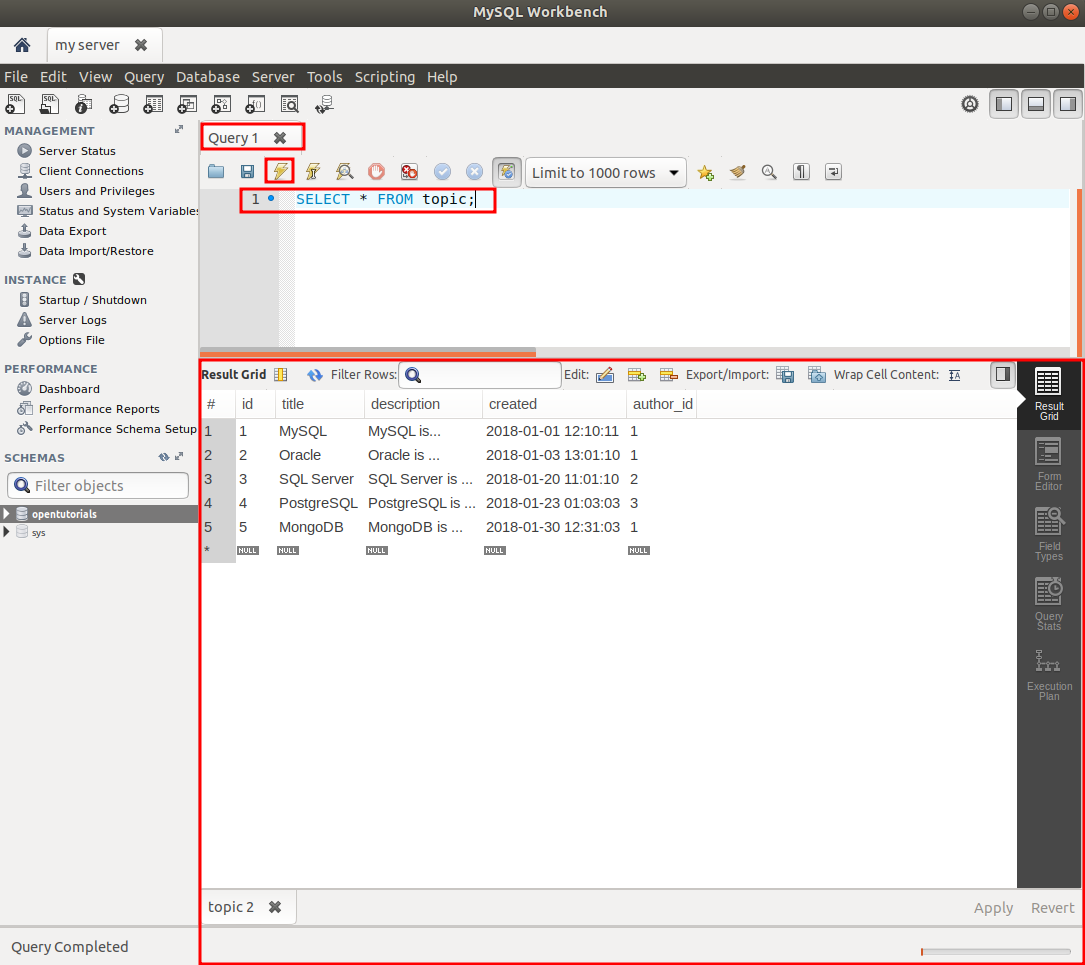 MySQL Workbench
my server
File Edit View Query Database Server Tools Scripting Help
MANAGEMENT
Server Status
Client Connections
Users and Privileges
Status and System Variables
Data Export
Data Import/Restore
INSTANCE
Startup / Shutdown
Server Logs
Options File
PERFORMANCE
Dashboard
Performance Reports
Performance Schema Setup
SCHEMAS
Filter objects
opentutorials
sys
Query 1
Limit to 1000 rows
1 SELECT * FROM topic;
Result Grid Filter Rows: Edit: Export/Import: Wrap Cell Content:
# id title description created author_id
1 1 MySQL MySQL is... 2018-01-01 12:10:11 1
2 2 Oracle Oracle is ... 2018-01-03 13:01:10 1
3 3 SQL Server SQL Server is ... 2018-01-20 11:01:10 2
4 4 PostgreSQL PostgreSQL is ... 2018-01-23 01:03:03 3
5 5 MongoDB MongoDB is ... 2018-01-30 12:31:03 1
* NULL NULL NULL NULL NULL
Result
Grid
Form
Editor
Field
Types
Query
Stats
Execution
Plan
topic 2
Apply Revert
Query Completed